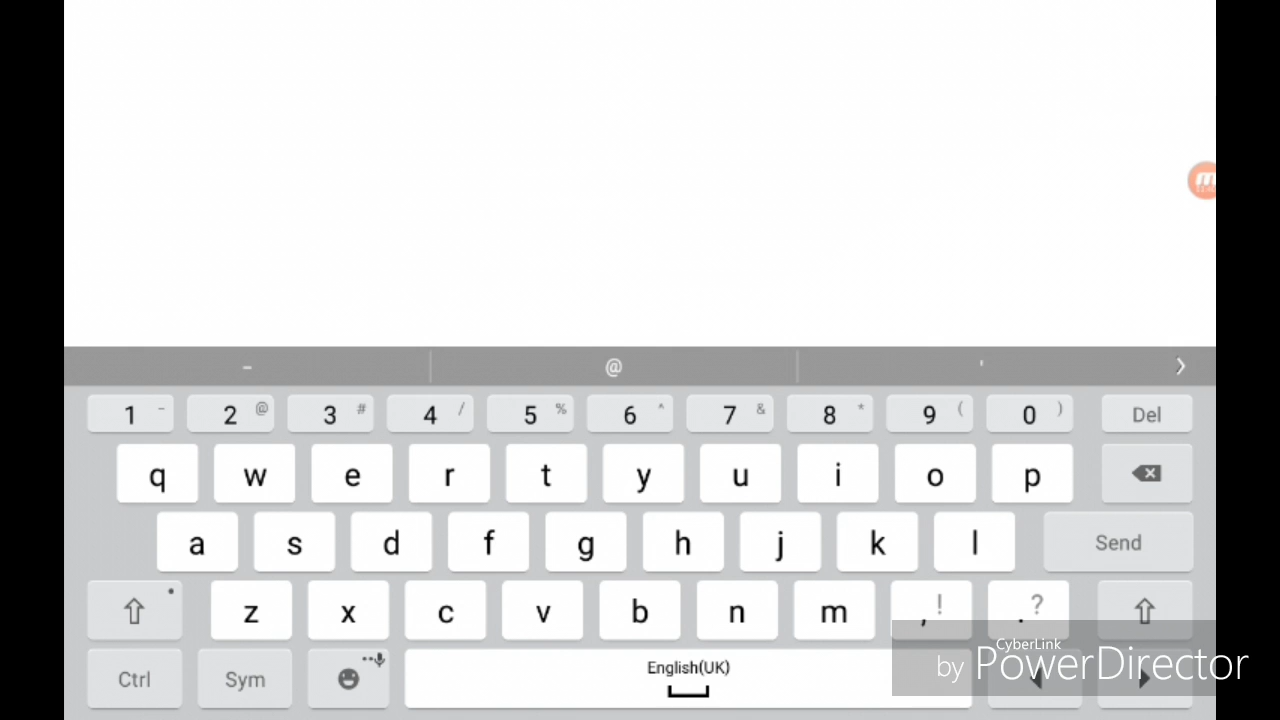 - @ '
1 - 2 @ 3 # 4 / 5 % 6 ^ 7 & 8 * 9 ( 0 ) Del
q w e r t y u i o p
a s d f g h j k l Send
z x c v b n m , ! . ?
Ctrl Sym English(UK)
CyberLink
by PowerDirector